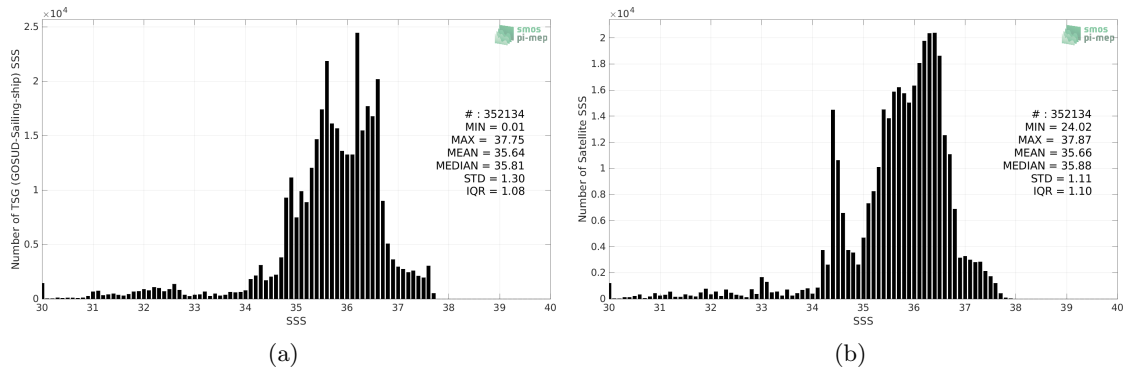 ×10⁴
2.5
2
1.5
1
0.5
0
Number of TSG (GOSUD-Sailing-ship) SSS
30 31 32 33 34 35 36 37 38 39 40
SSS
smos
pi-mep
# : 352134
MIN = 0.01
MAX = 37.75
MEAN = 35.64
MEDIAN = 35.81
STD = 1.30
IQR = 1.08
(a)
×10⁴
2
1.8
1.6
1.4
1.2
1
0.8
0.6
0.4
0.2
0
Number of Satellite SSS
30 31 32 33 34 35 36 37 38 39 40
SSS
smos
pi-mep
# : 352134
MIN = 24.02
MAX = 37.87
MEAN = 35.66
MEDIAN = 35.88
STD = 1.11
IQR = 1.10
(b)